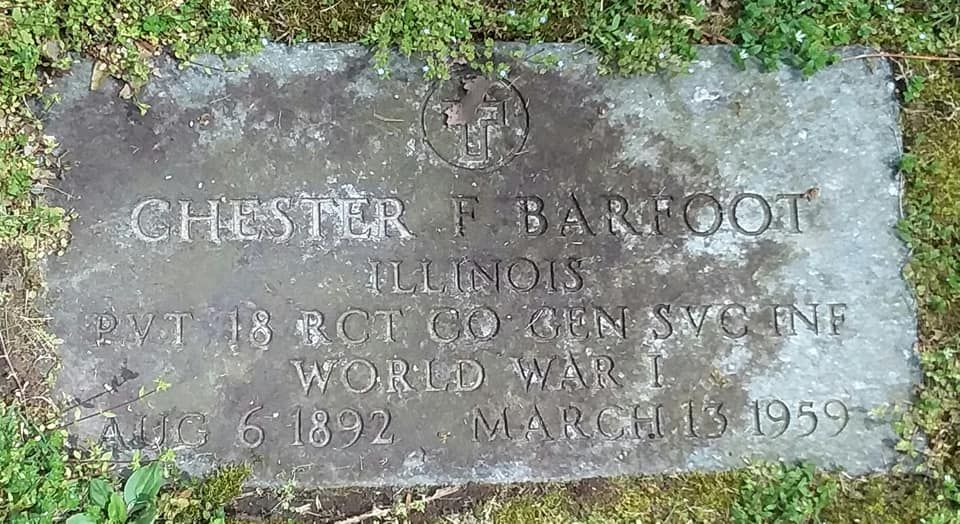 CHESTER F BARFOOT
ILLINOIS
PVT 18 RCT CO GEN SVC INF
WORLD WAR I
AUG 6 1892 MARCH 13 1959